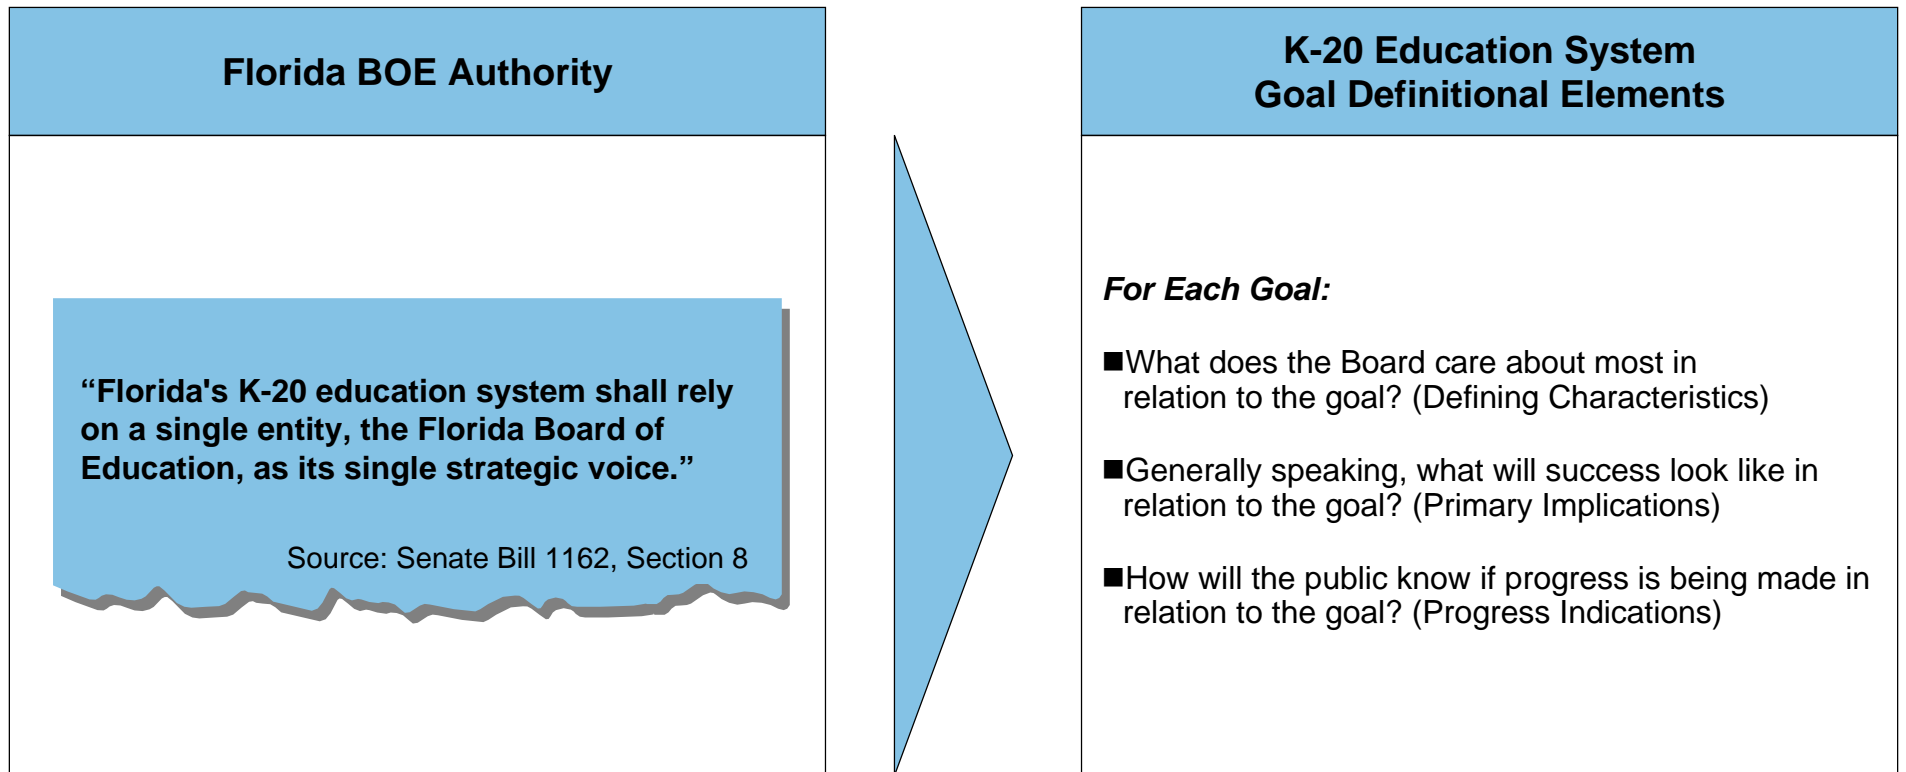 Florida BOE Authority
“Florida's K-20 education system shall rely
on a single entity, the Florida Board of
Education, as its single strategic voice.”
Source: Senate Bill 1162, Section 8
K-20 Education System
Goal Definitional Elements
For Each Goal:
■What does the Board care about most in
relation to the goal? (Defining Characteristics)
■Generally speaking, what will success look like in
relation to the goal? (Primary Implications)
■How will the public know if progress is being made in
relation to the goal? (Progress Indications)